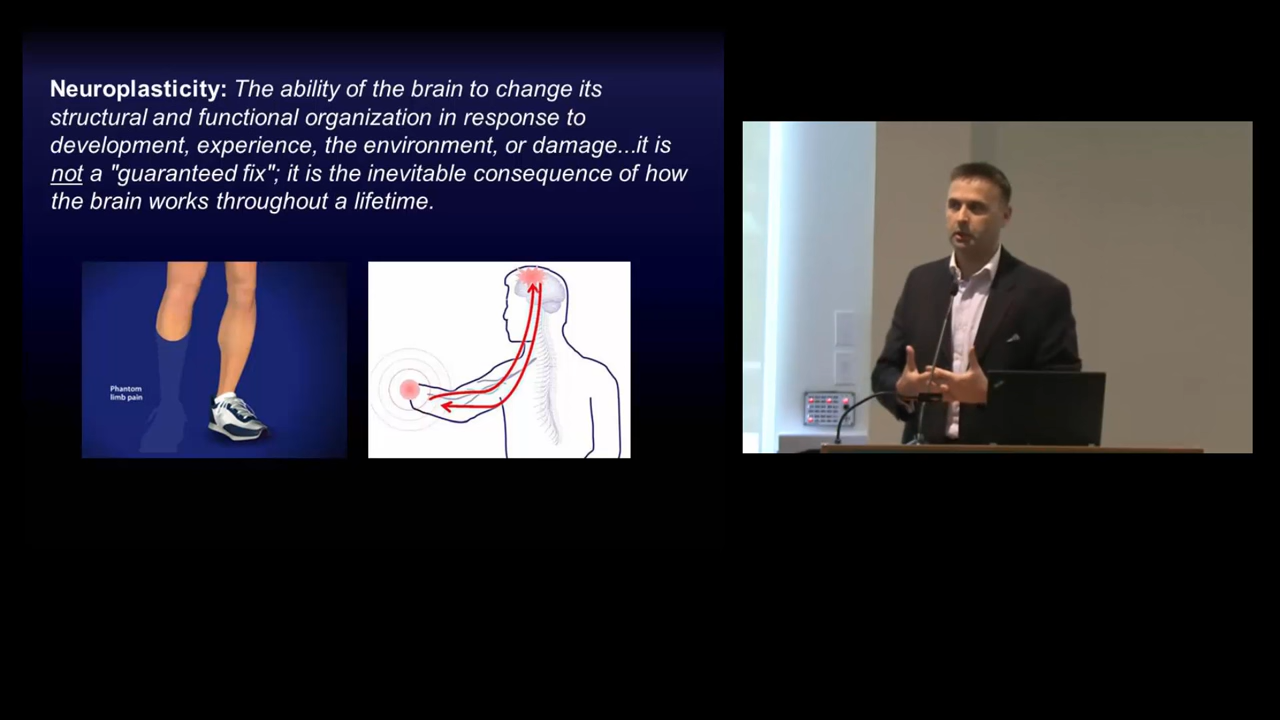 Neuroplasticity: The ability of the brain to change its
structural and functional organization in response to
development, experience, the environment, or damage...it is
not a "guaranteed fix"; it is the inevitable consequence of how
the brain works throughout a lifetime.
Phantom
limb pain